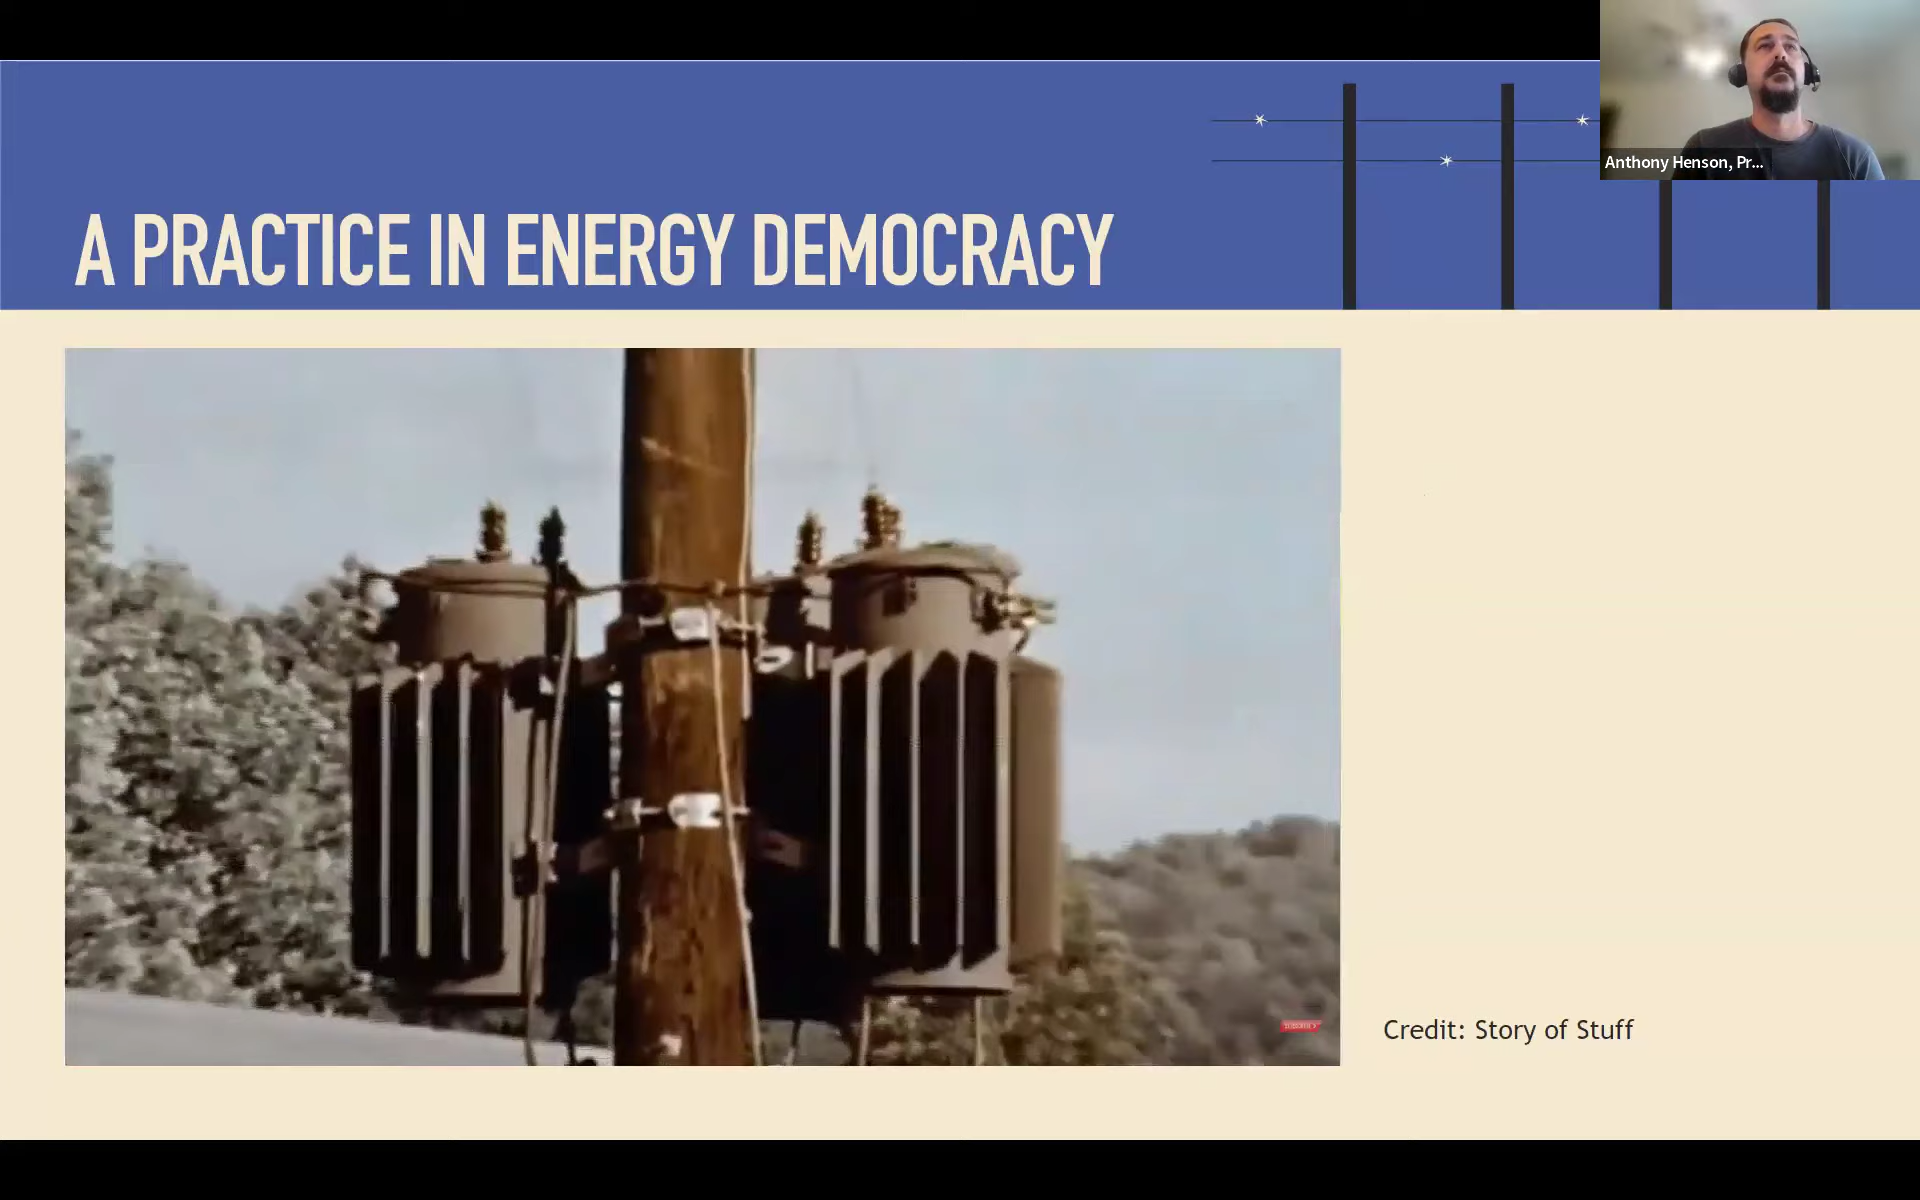 Anthony Henson, Pr...
A PRACTICE IN ENERGY DEMOCRACY
Credit: Story of Stuff